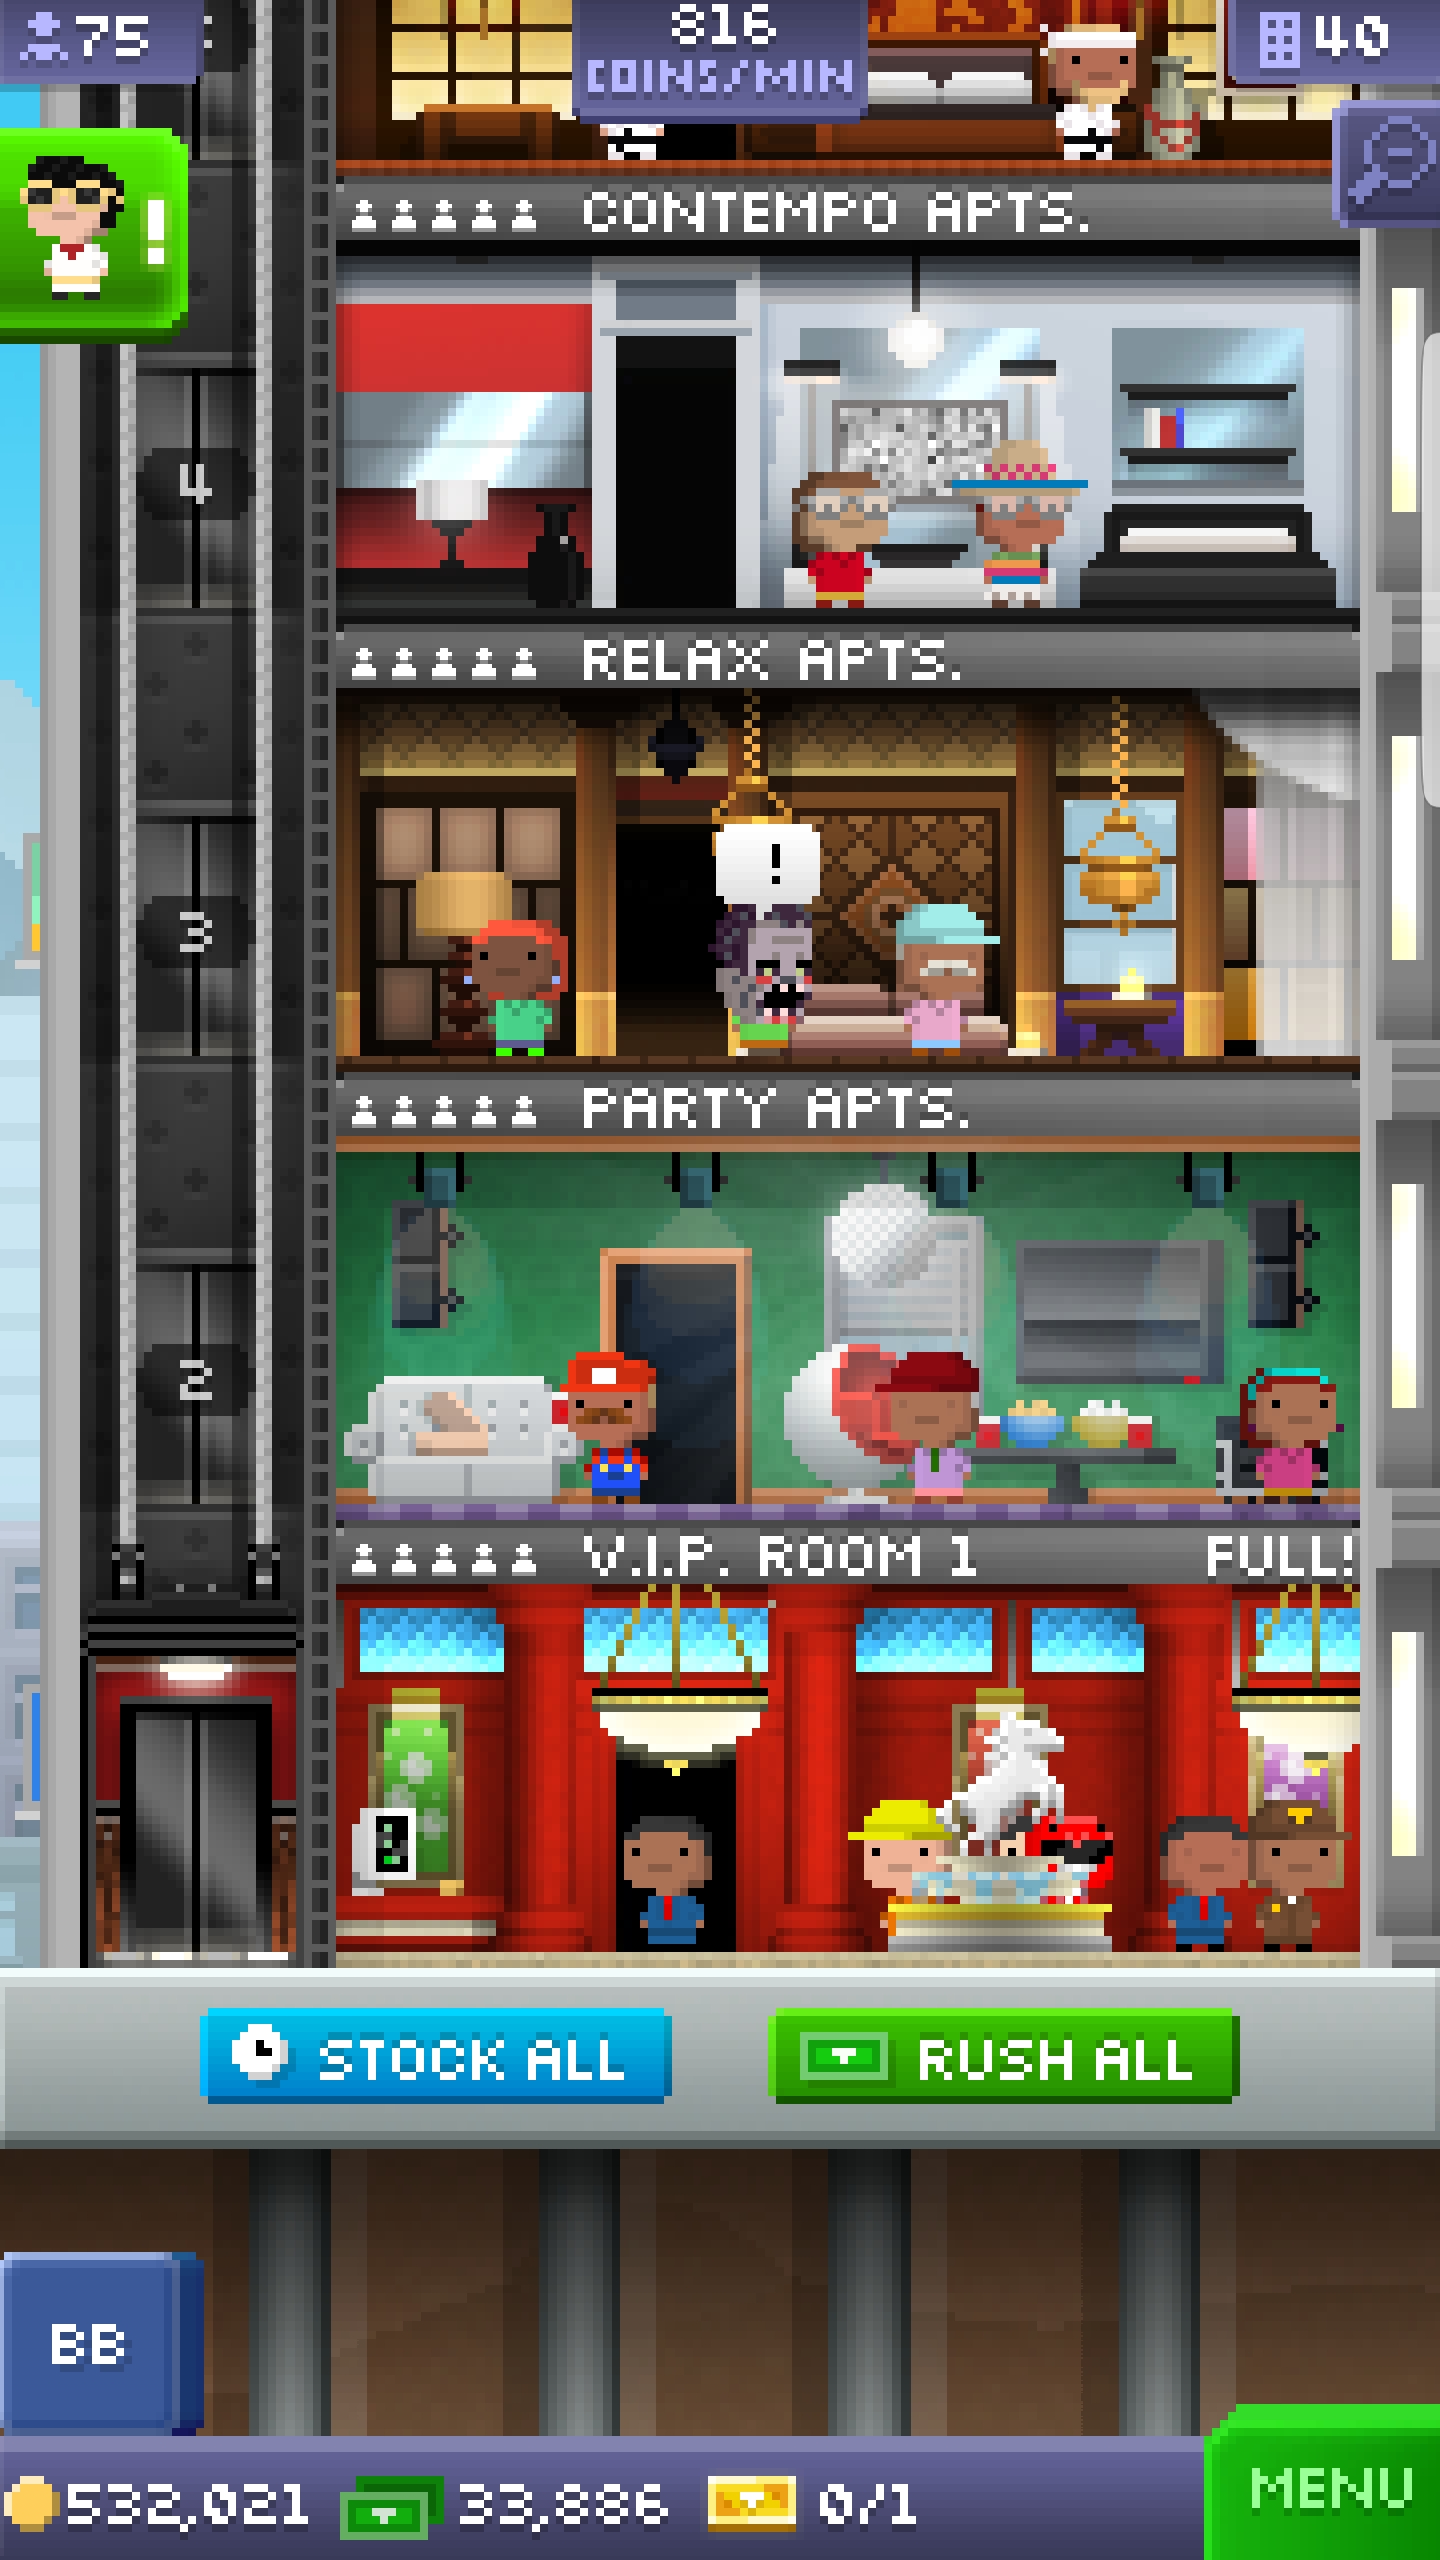 75
816
COINS/MIN
40
!
CONTEMPO APTS.
4
RELAX APTS.
!
3
PARTY APTS.
2
V.I.P. ROOM 1
FULL!
STOCK ALL
RUSH ALL
BB
532,021
33,886
0/1
MENU